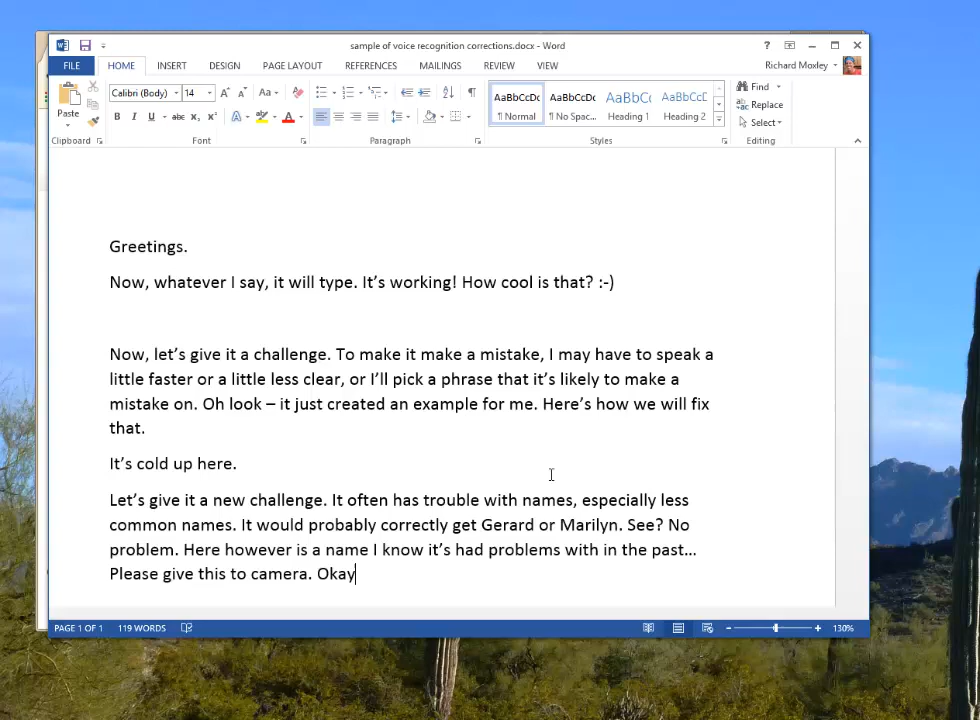 sample of voice recognition corrections.docx - Word
?
FILE HOME INSERT DESIGN PAGE LAYOUT REFERENCES MAILINGS REVIEW VIEW Richard Moxley
Paste
Calibri (Body) 14 A A Aa
B I U abc x₂ x² A A
AaBbCcDc AaBbCcDc AaBbC( AaBbCcD
¶ Normal ¶ No Spac... Heading 1 Heading 2
Find
Replace
Select
Clipboard Font Paragraph Styles Editing
Greetings.
Now, whatever I say, it will type. It's working! How cool is that? :-)
Now, let's give it a challenge. To make it make a mistake, I may have to speak a
little faster or a little less clear, or I'll pick a phrase that it's likely to make a
mistake on. Oh look – it just created an example for me. Here's how we will fix
that.
It's cold up here.
Let's give it a new challenge. It often has trouble with names, especially less
common names. It would probably correctly get Gerard or Marilyn. See? No
problem. Here however is a name I know it's had problems with in the past...
Please give this to camera. Okay
PAGE 1 OF 1 119 WORDS 130%